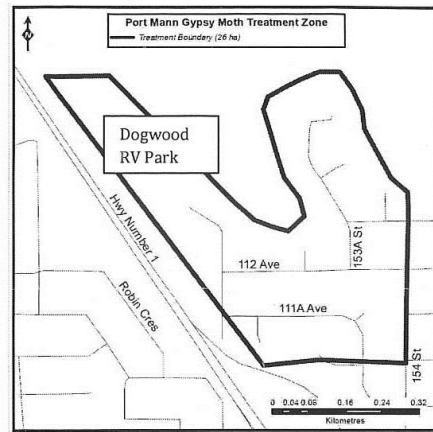 Port Mann Gypsy Moth Treatment Zone
Treatment Boundary (26 ha)
N
Dogwood
RV Park
Hwy Number 1
Robin Cres
112 Ave
153A St
111A Ave
154 St
0 0.04 0.08 0.16 0.24 0.32
Kilometres